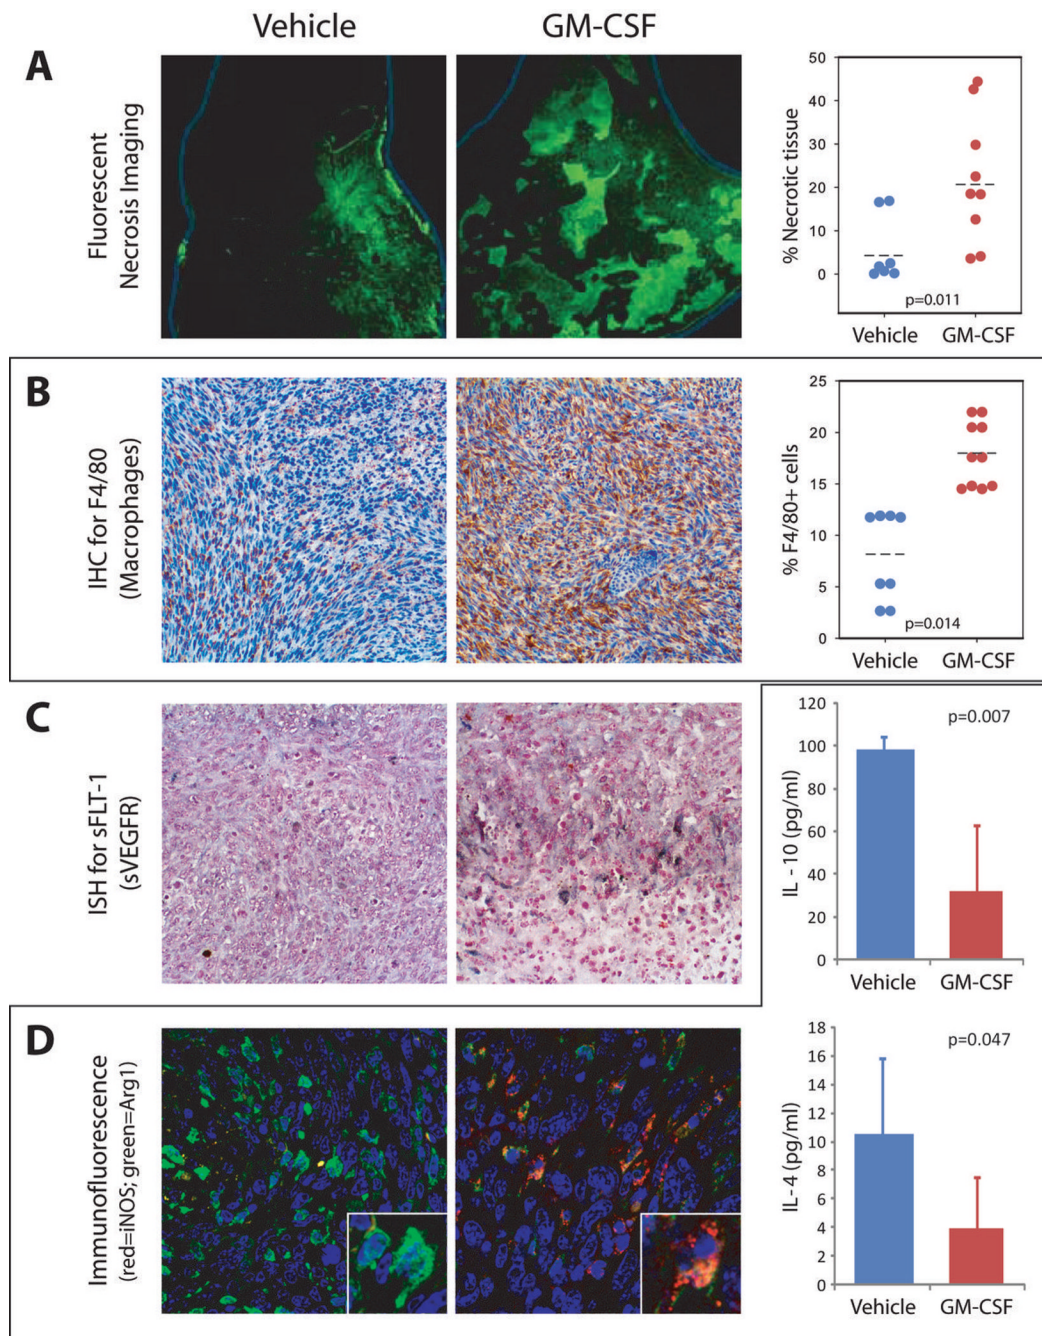 Vehicle
GM-CSF
A
Fluorescent
Necrosis Imaging
% Necrotic tissue
50
40
30
20
10
0
p=0.011
Vehicle
GM-CSF
B
IHC for F4/80
(Macrophages)
% F4/80+ cells
25
20
15
10
5
0
p=0.014
Vehicle
GM-CSF
C
ISH for sFLT-1
(sVEGFR)
IL - 10 (pg/ml)
120
100
80
60
40
20
0
p=0.007
Vehicle
GM-CSF
D
Immunofluorescence
(red=iNOS; green=Arg1)
IL-4 (pg/ml)
18
16
14
12
10
8
6
4
2
0
p=0.047
Vehicle
GM-CSF